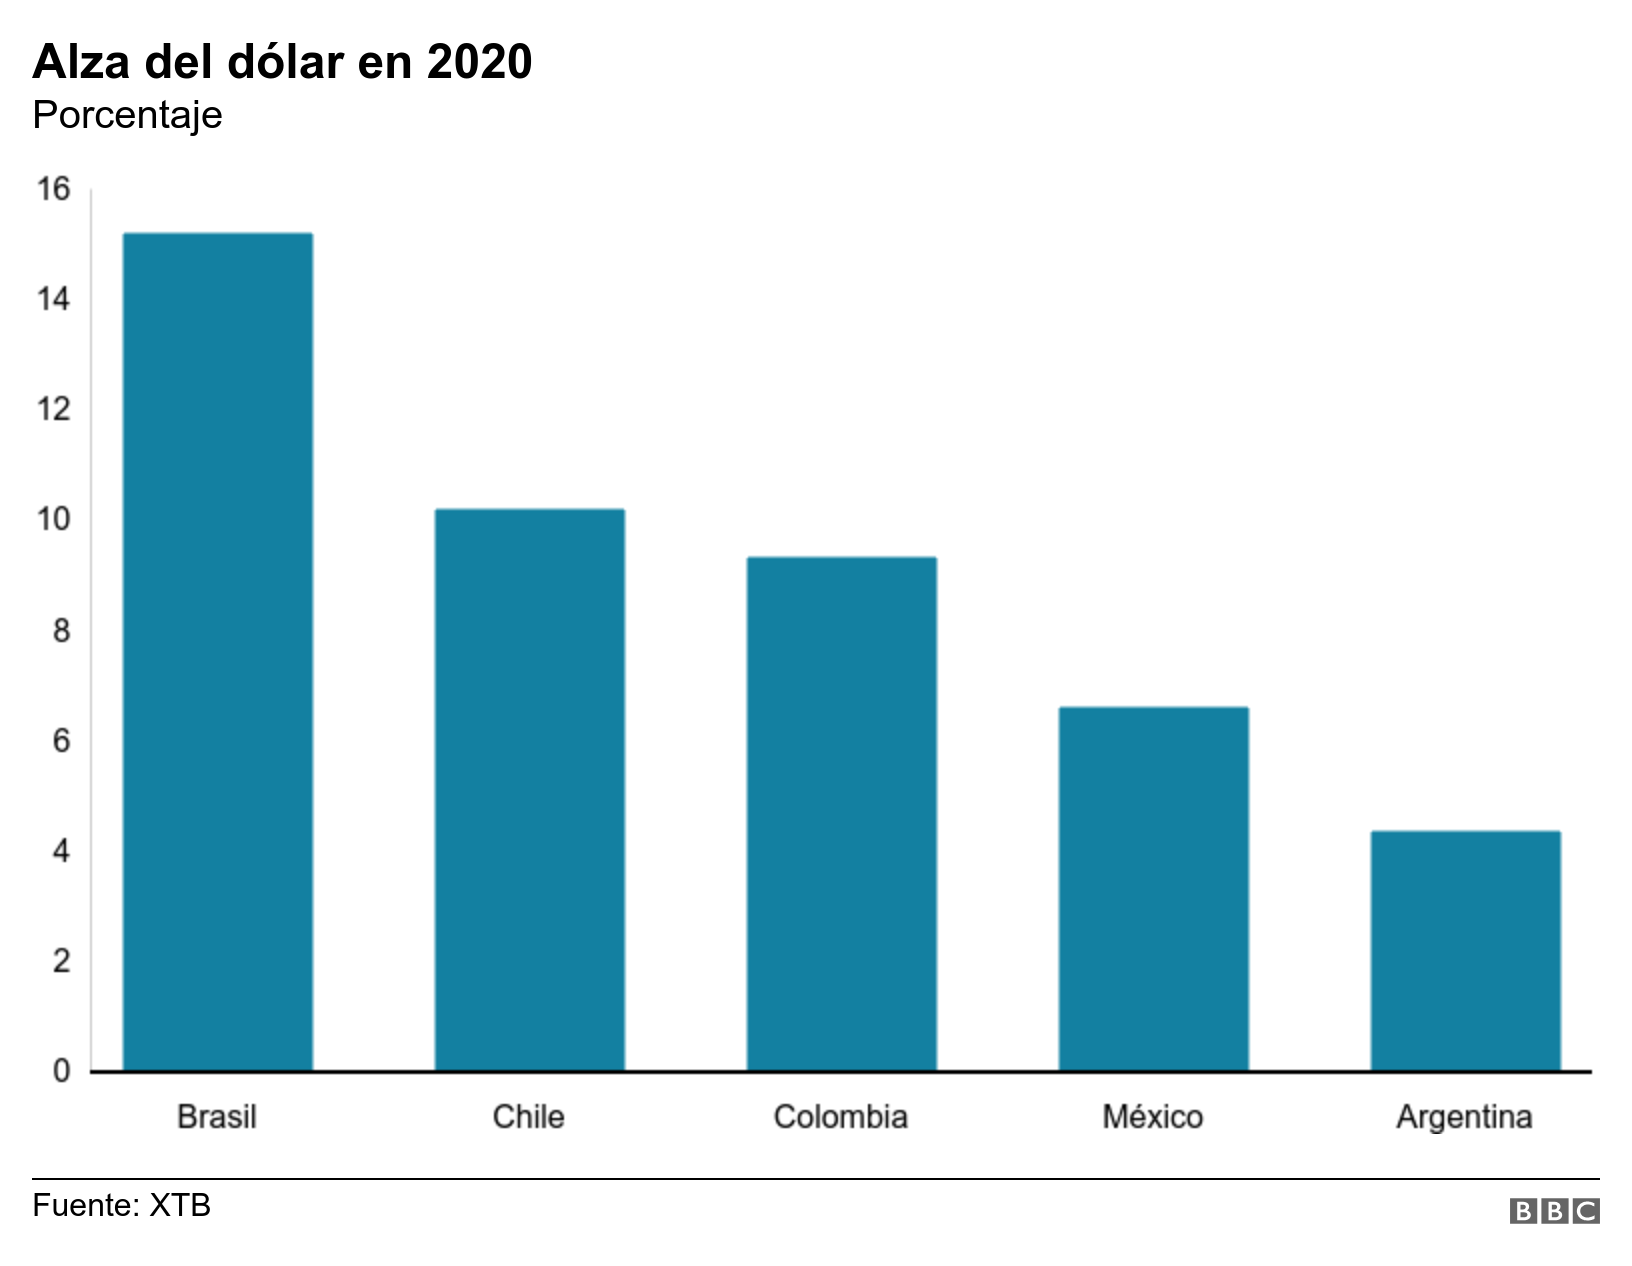 Alza del dólar en 2020
Porcentaje
16
14
12
10
8
6
4
2
0
Brasil Chile Colombia México Argentina
Fuente: XTB
BBC